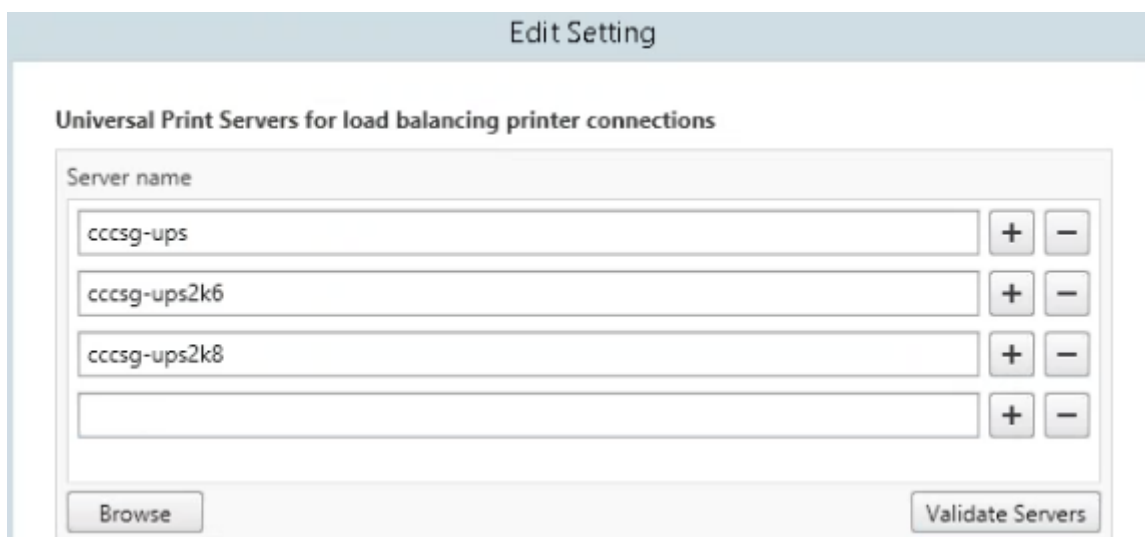 Edit Setting
Universal Print Servers for load balancing printer connections
Server name
cccsg-ups + −
cccsg-ups2k6 + −
cccsg-ups2k8 + −
+ −
Browse Validate Servers